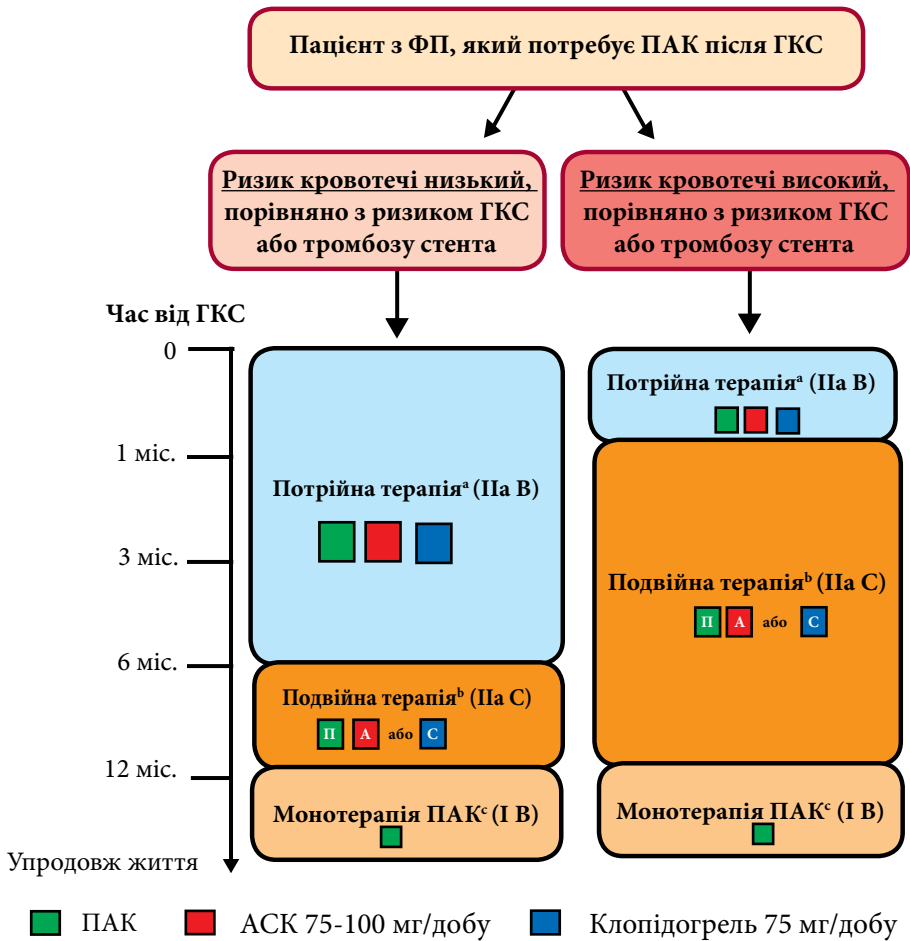 Пацієнт з ФП, який потребує ПАК після ГКС
Ризик кровотечі низький,
порівняно з ризиком ГКС
або тромбозу стента
Ризик кровотечі високий,
порівняно з ризиком ГКС
або тромбозу стента
Час від ГКС
0
1 міс.
3 міс.
6 міс.
12 міс.
Упродовж життя
Потрійна терапіяᵃ (IIa B)
Подвійна терапіяᵇ (IIa C)
П А або С
Монотерапія ПАКᶜ (I B)
Потрійна терапіяᵃ (IIa B)
Подвійна терапіяᵇ (IIa C)
П А або С
Монотерапія ПАКᶜ (I B)
ПАК АСК 75-100 мг/добу Клопідогрель 75 мг/добу